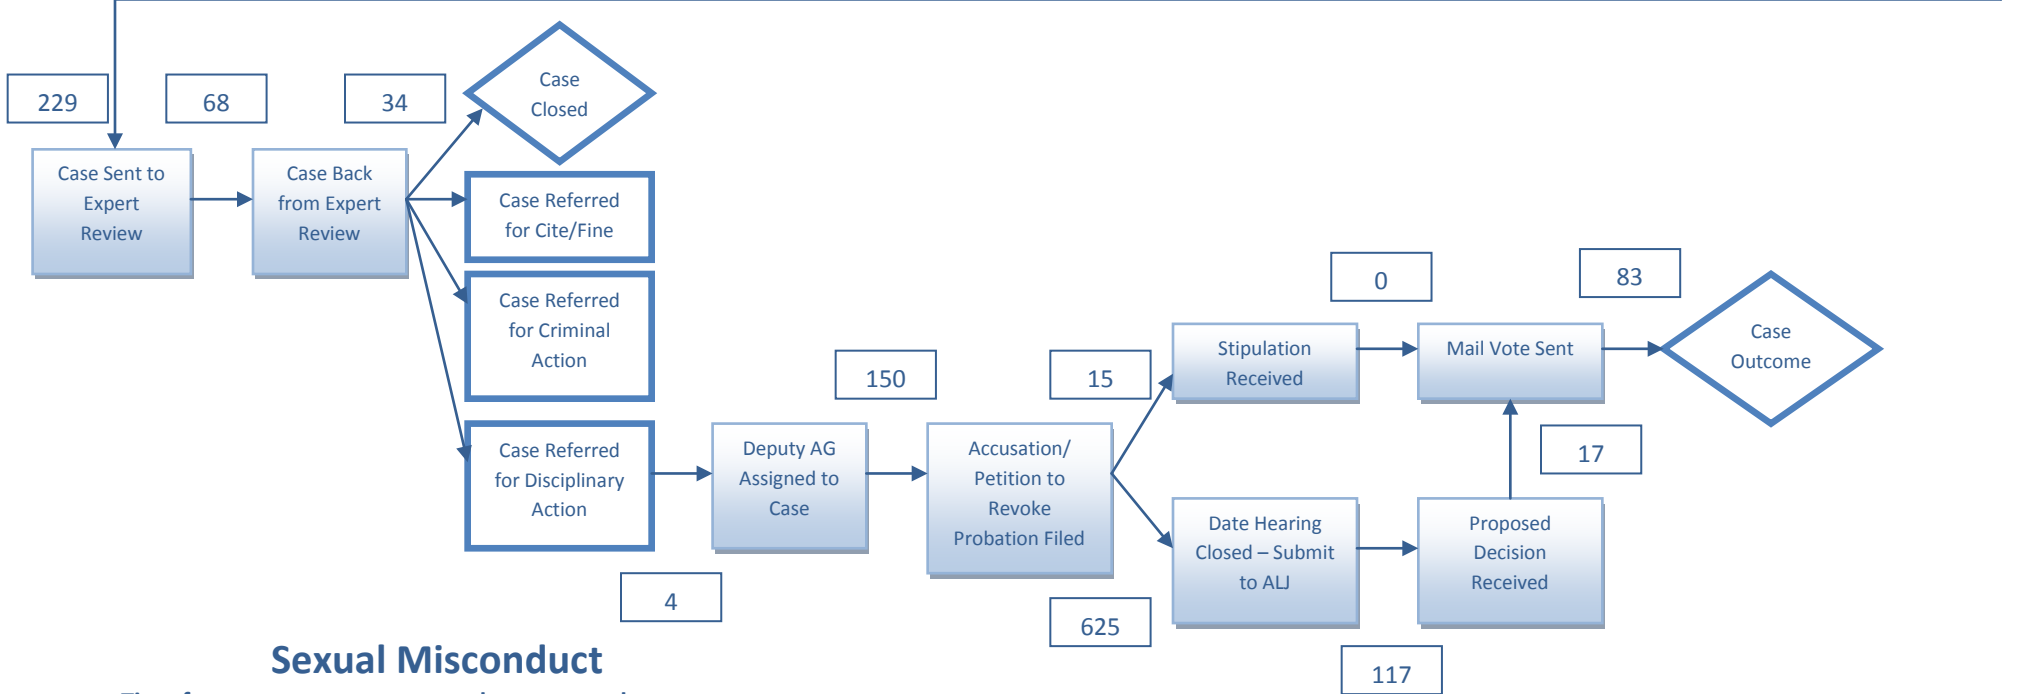 229
68
34
Case
Closed
Case Sent to
Expert
Review
Case Back
from Expert
Review
Case Referred
for Cite/Fine
Case Referred
for Criminal
Action
Case Referred
for Disciplinary
Action
4
Deputy AG
Assigned to
Case
150
Accusation/
Petition to
Revoke
Probation Filed
15
625
Stipulation
Received
0
Mail Vote Sent
83
Case
Outcome
Date Hearing
Closed – Submit
to ALJ
117
Proposed
Decision
Received
17
Sexual Misconduct